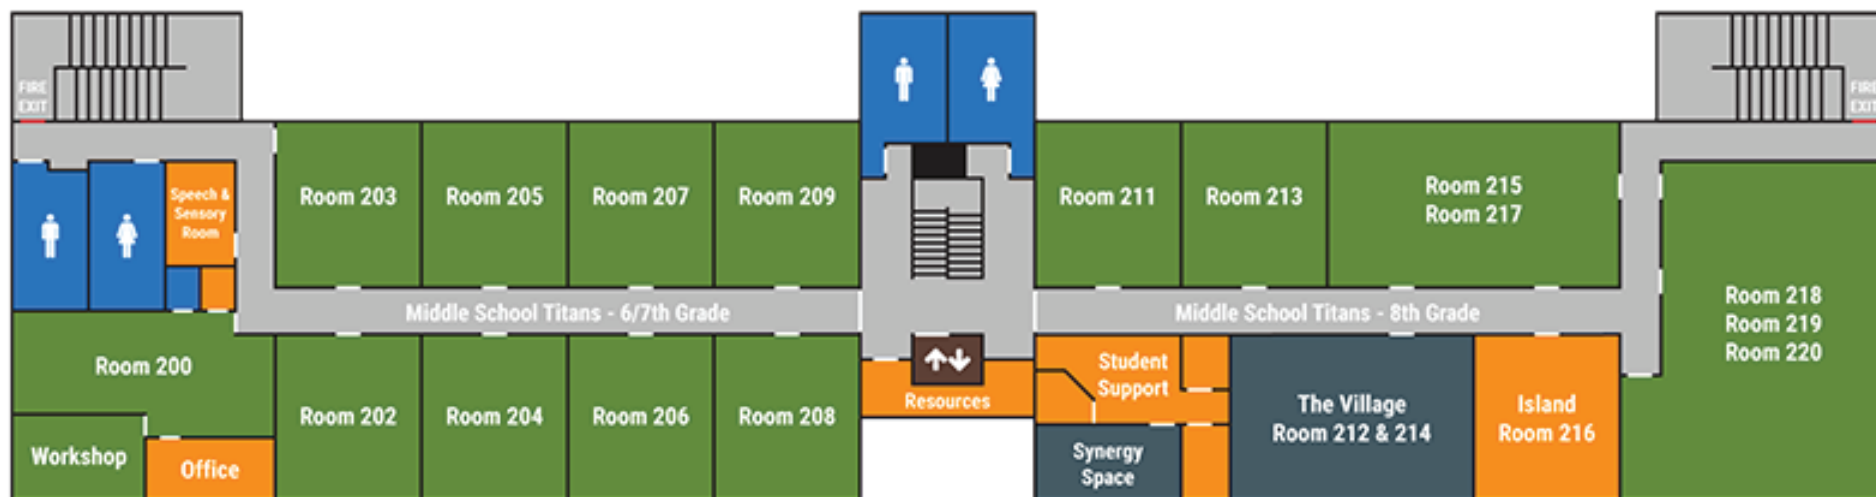 FIRE
EXIT
FIRE
EXIT
Speech &
Sensory
Room
Room 203
Room 205
Room 207
Room 209
Room 211
Room 213
Room 215
Room 217
Middle School Titans - 6/7th Grade
Middle School Titans - 8th Grade
Room 218
Room 219
Room 220
Room 200
Workshop
Office
Room 202
Room 204
Room 206
Room 208
Resources
Student
Support
Synergy
Space
The Village
Room 212 & 214
Island
Room 216